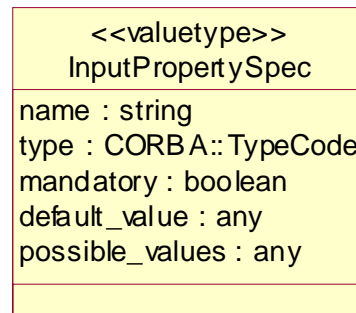 <<valuetype>>
InputPropertySpec
name : string
type : CORBA::TypeCode
mandatory : boolean
default_value : any
possible_values : any